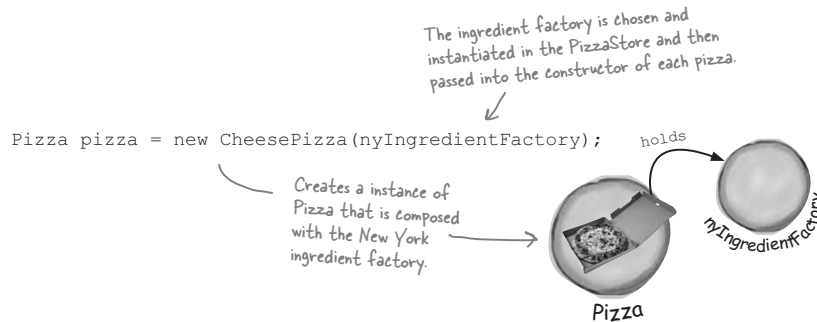 The ingredient factory is chosen and
instantiated in the PizzaStore and then
passed into the constructor of each pizza.
Pizza pizza = new CheesePizza(nyIngredientFactory);
holds
Creates a instance of
Pizza that is composed
with the New York
ingredient factory.
nyIngredientFactory
Pizza